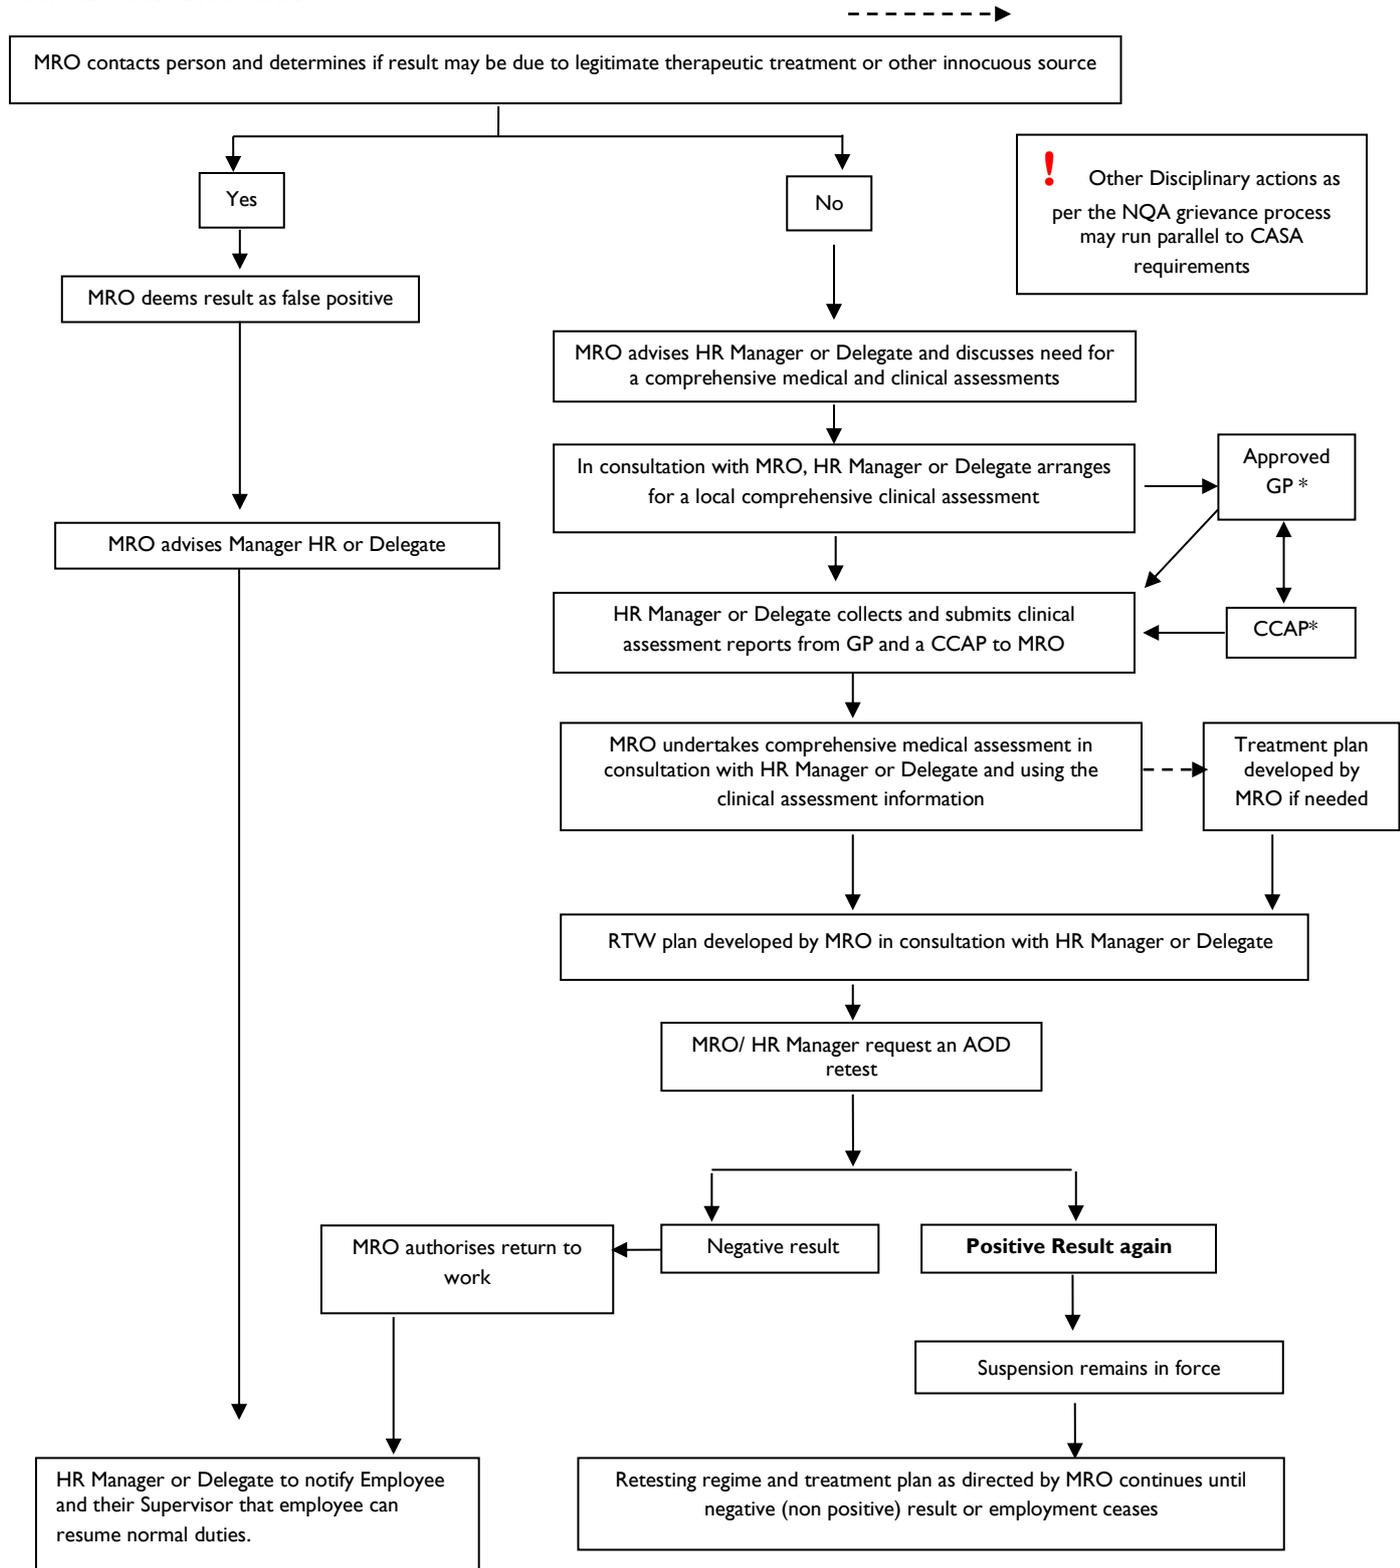 MRO contacts person and determines if result may be due to legitimate therapeutic treatment or other innocuous source
Yes
No
! Other Disciplinary actions as
per the NQA grievance process
may run parallel to CASA
requirements
MRO deems result as false positive
MRO advises HR Manager or Delegate and discusses need for
a comprehensive medical and clinical assessments
In consultation with MRO, HR Manager or Delegate arranges
for a local comprehensive clinical assessment
Approved
GP *
MRO advises Manager HR or Delegate
HR Manager or Delegate collects and submits clinical
assessment reports from GP and a CCAP to MRO
CCAP*
MRO undertakes comprehensive medical assessment in
consultation with HR Manager or Delegate and using the
clinical assessment information
Treatment plan
developed by
MRO if needed
RTW plan developed by MRO in consultation with HR Manager or Delegate
MRO/ HR Manager request an AOD
retest
MRO authorises return to
work
Negative result
Positive Result again
Suspension remains in force
HR Manager or Delegate to notify Employee
and their Supervisor that employee can
resume normal duties.
Retesting regime and treatment plan as directed by MRO continues until
negative (non positive) result or employment ceases